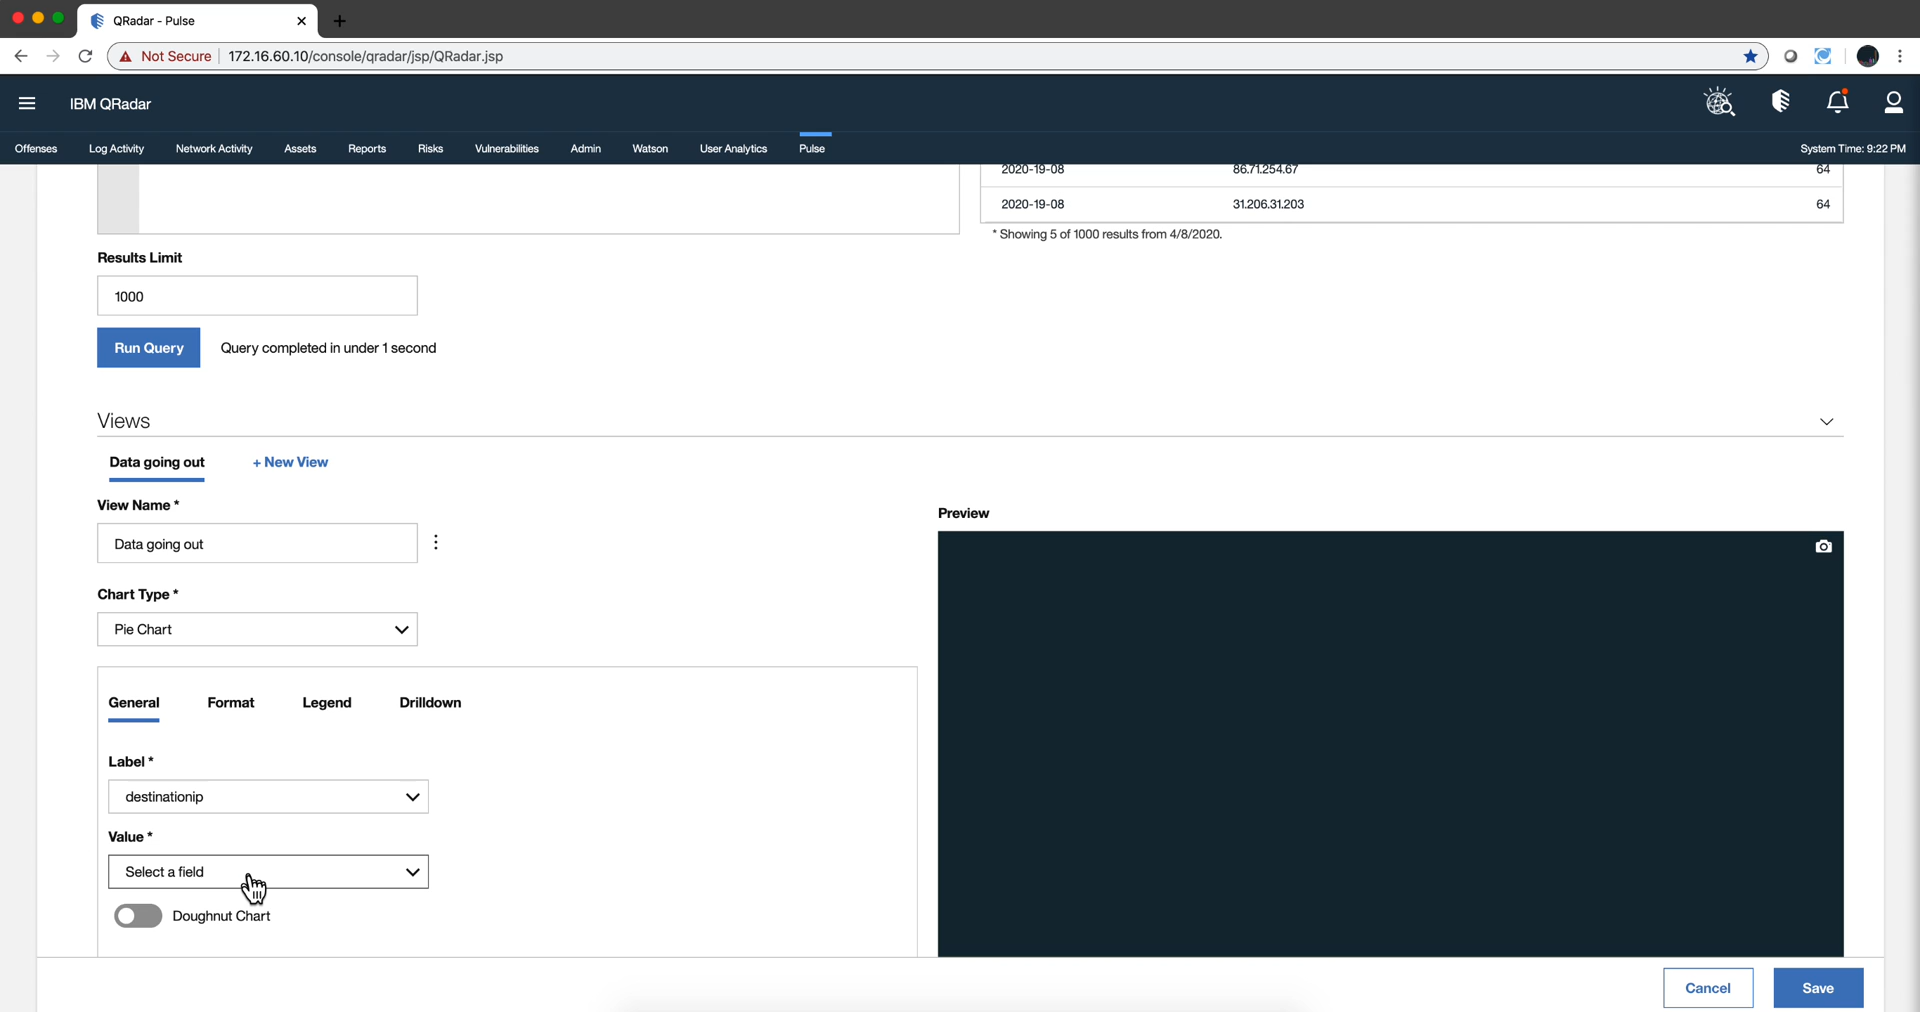 QRadar - Pulse
Not Secure 172.16.60.10/console/qradar/jsp/QRadar.jsp
IBM QRadar
Offenses Log Activity Network Activity Assets Reports Risks Vulnerabilities Admin Watson User Analytics Pulse System Time: 9:22 PM
2020-19-08 86.71.254.67 64
2020-19-08 31.206.31.203 64
* Showing 5 of 1000 results from 4/8/2020.
Results Limit
1000
Run Query Query completed in under 1 second
Views
Data going out + New View
View Name *
Preview
Data going out
Chart Type *
Pie Chart
General Format Legend Drilldown
Label *
destinationip
Value *
Select a field
Doughnut Chart
Cancel Save